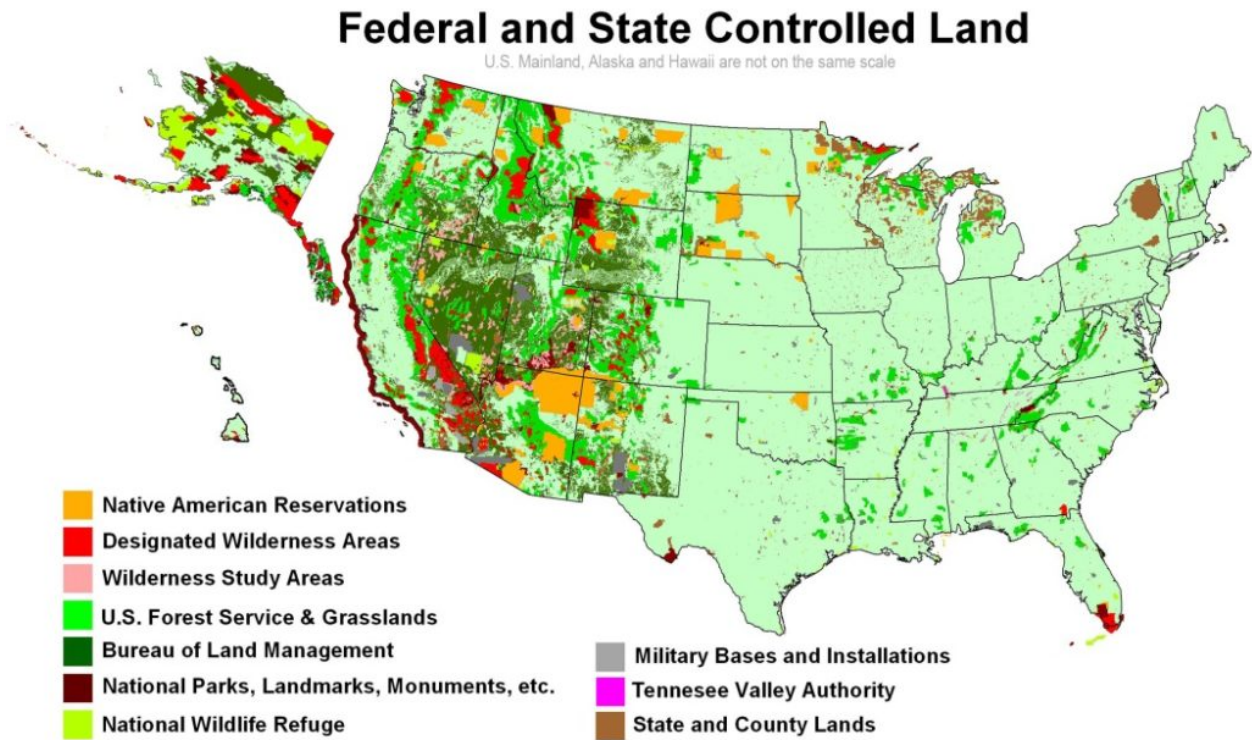 Federal and State Controlled Land
U.S. Mainland, Alaska and Hawaii are not on the same scale
Native American Reservations
Designated Wilderness Areas
Wilderness Study Areas
U.S. Forest Service & Grasslands
Bureau of Land Management
National Parks, Landmarks, Monuments, etc.
National Wildlife Refuge
Military Bases and Installations
Tennessee Valley Authority
State and County Lands